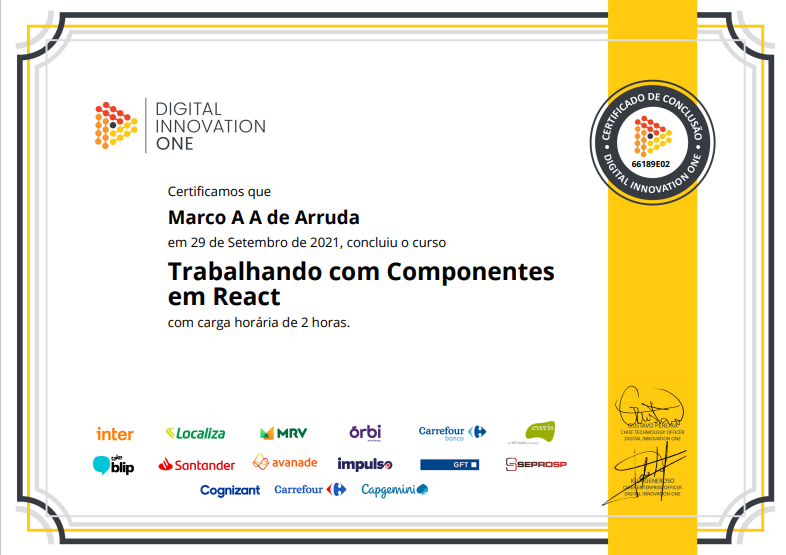 DIGITAL
INNOVATION
ONE
CERTIFICADO DE CONCLUSÃO
66189E02
DIGITAL INNOVATION ONE
Certificamos que
Marco A A de Arruda
em 29 de Setembro de 2021, concluiu o curso
Trabalhando com Componentes
em React
com carga horária de 2 horas.
inter Localiza MRV órbi Carrefour banco everis
take blip Santander avanade impulso GFT SEPROSP
Cognizant Carrefour Capgemini
GUSTAVO PEREIRA
CHIEF TECHNOLOGY OFFICER
DIGITAL INNOVATION ONE
GENEROSO
CHIEF ENTERPRISE OFFICER
DIGITAL INNOVATION ONE